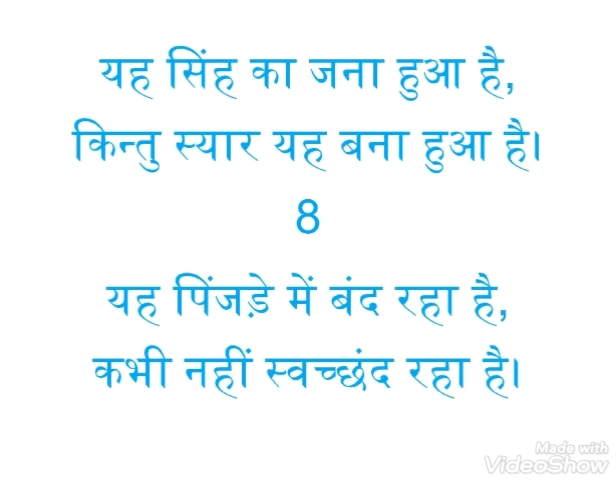 यह सिंह का जना हुआ है,
किन्तु स्यार यह बना हुआ है।
8
यह पिंजड़े में बंद रहा है,
कभी नहीं स्वच्छंद रहा है।
Made with
VideoShow